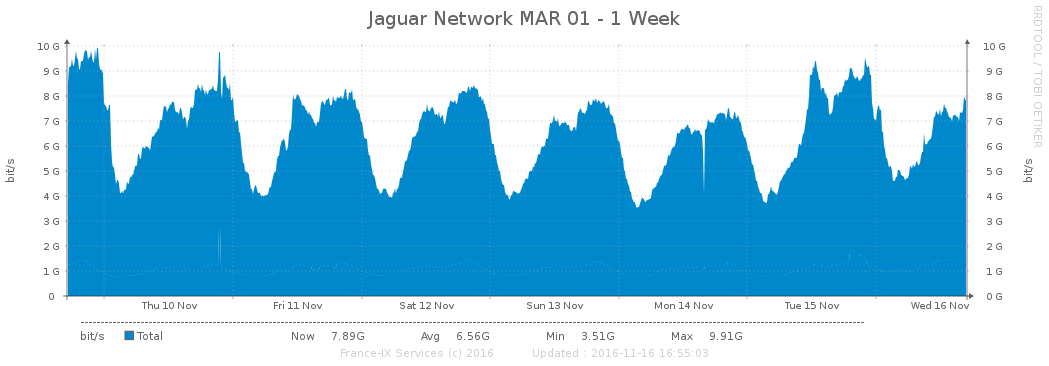 Jaguar Network MAR 01 - 1 Week
RRDTOOL / TOBI OETIKER
bit/s
bit/s
10 G 10 G
9 G 9 G
8 G 8 G
7 G 7 G
6 G 6 G
5 G 5 G
4 G 4 G
3 G 3 G
2 G 2 G
1 G 1 G
0 0 G
Thu 10 Nov Fri 11 Nov Sat 12 Nov Sun 13 Nov Mon 14 Nov Tue 15 Nov Wed 16 Nov
bit/s Total Now 7.89G Avg 6.56G Min 3.51G Max 9.91G
France-IX Services (c) 2016 Updated : 2016-11-16 16:55:03